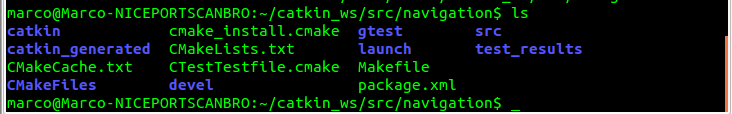 marco@Marco-NICEPORTSCANBRO:~/catkin_ws/src/navigation$ ls
catkin cmake_install.cmake gtest src
catkin_generated CMakeLists.txt launch test_results
CMakeCache.txt CTestTestfile.cmake Makefile
CMakeFiles devel package.xml
marco@Marco-NICEPORTSCANBRO:~/catkin_ws/src/navigation$ _